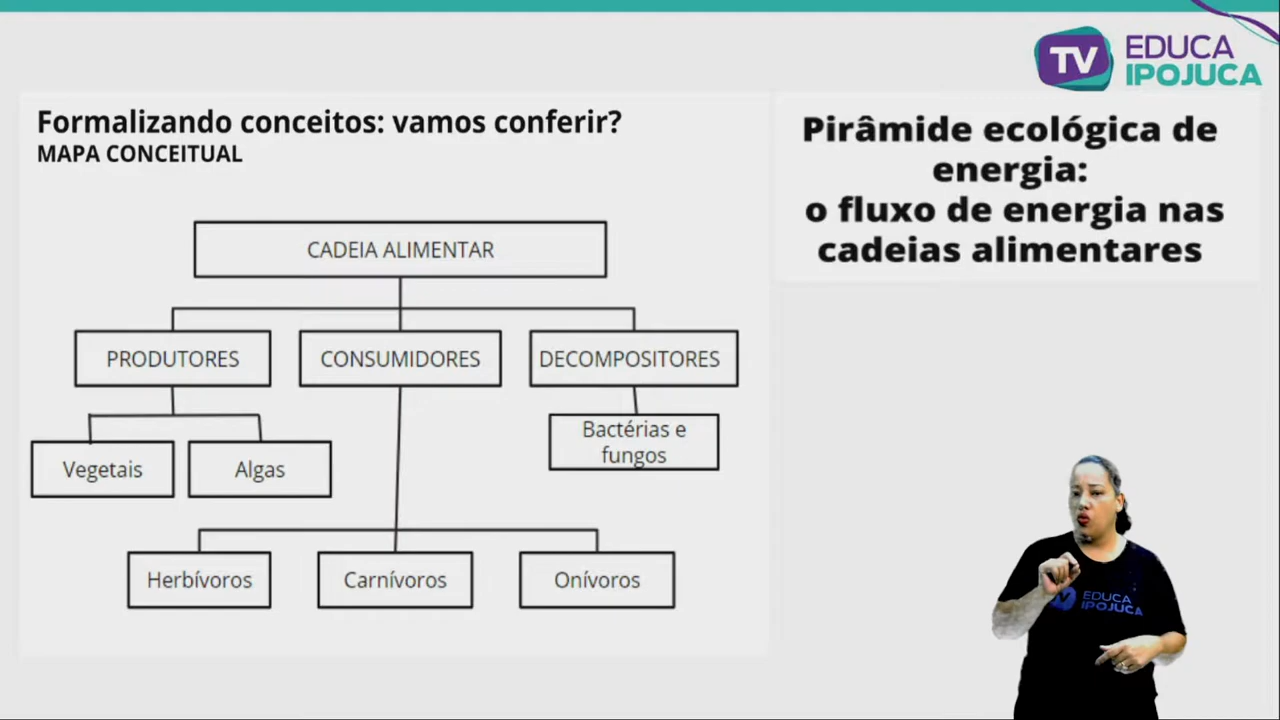 TV EDUCA
IPOJUCA
Formalizando conceitos: vamos conferir?
MAPA CONCEITUAL
Pirâmide ecológica de
energia:
o fluxo de energia nas
cadeias alimentares
CADEIA ALIMENTAR
PRODUTORES
CONSUMIDORES
DECOMPOSITORES
Vegetais
Algas
Bactérias e
fungos
Herbívoros
Carnívoros
Onívoros
TV EDUCA
IPOJUCA